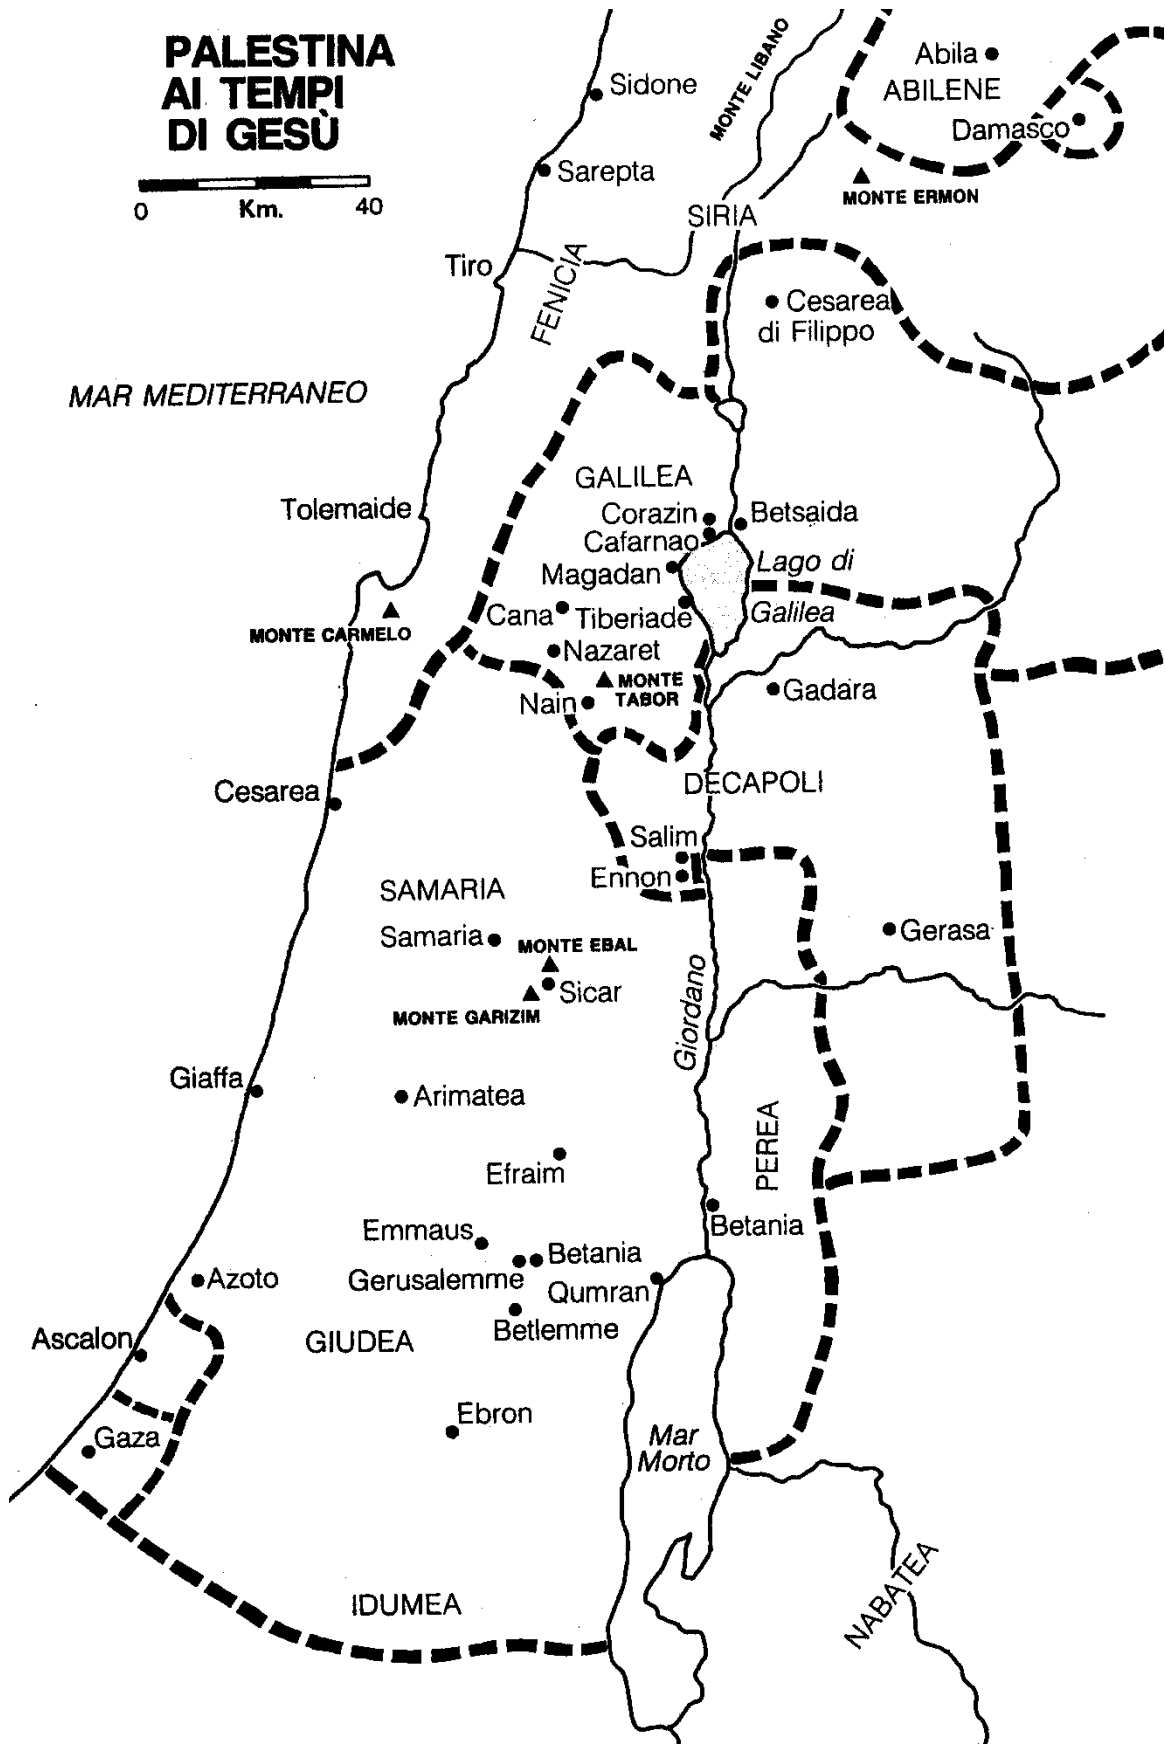 PALESTINA
AI TEMPI
DI GESÙ
0 Km. 40
Abila
ABILENE
Damasco
MONTE LIBANO
Sidone
Sarepta
MONTE ERMON
SIRIA
Tiro
FENICIA
Cesarea
di Filippo
MAR MEDITERRANEO
GALILEA
Tolemaide
Corazin
Betsaida
Cafarnao
Lago di
Galilea
Magadan
Cana
Tiberiade
MONTE CARMELO
Nazaret
MONTE
TABOR
Nain
Gadara
DECAPOLI
Cesarea
Salim
Ennon
SAMARIA
Samaria
MONTE EBAL
Gerasa
Sicar
MONTE GARIZIM
Giordano
Giaffa
Arimatea
PEREA
Efraim
Betania
Emmaus
Betania
Gerusalemme
Qumran
Azoto
Betlemme
Ascalon
GIUDEA
Ebron
Gaza
Mar
Morto
IDUMEA
NABATEA